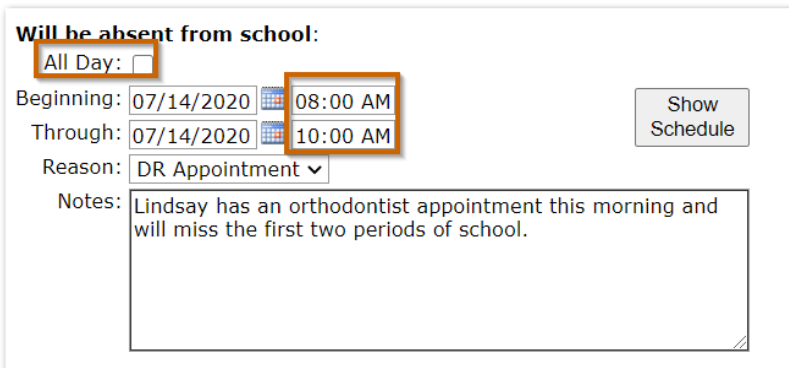 Will be absent from school:
All Day:
Beginning: 07/14/2020 08:00 AM
Through: 07/14/2020 10:00 AM
Show
Schedule
Reason: DR Appointment
Notes: Lindsay has an orthodontist appointment this morning and
will miss the first two periods of school.